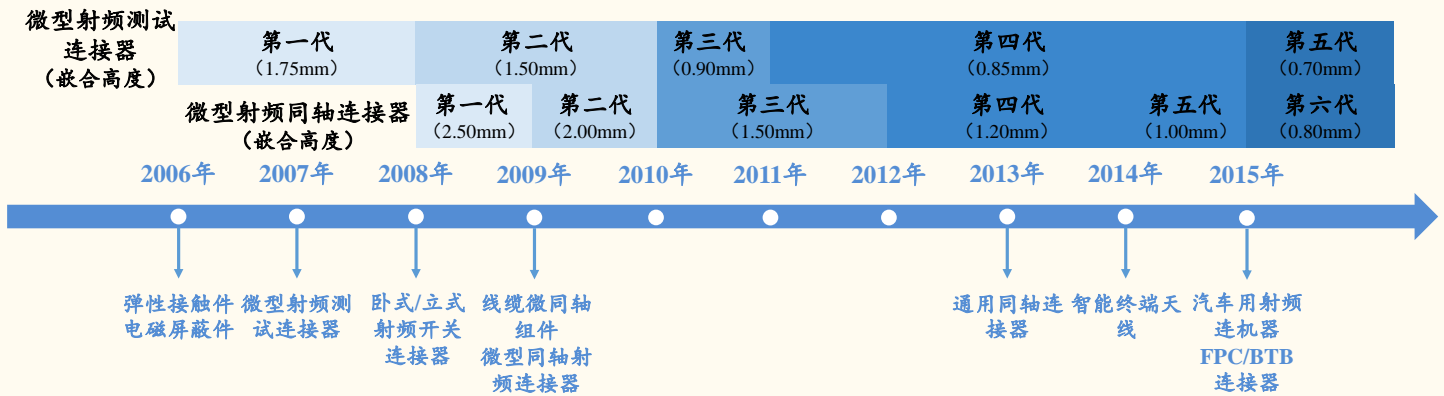 微型射频测试
连接器
（嵌合高度）
第一代
（1.75mm）
第二代
（1.50mm）
第三代
（0.90mm）
第四代
（0.85mm）
第五代
（0.70mm）
微型射频同轴连接器
（嵌合高度）
第一代
（2.50mm）
第二代
（2.00mm）
第三代
（1.50mm）
第四代
（1.20mm）
第五代
（1.00mm）
第六代
（0.80mm）
2006年
2007年
2008年
2009年
2010年
2011年
2012年
2013年
2014年
2015年
弹性接触件
电磁屏蔽件
微型射频测
试连接器
卧式/立式
射频开关
连接器
线缆微同轴
组件
微型同轴射
频连接器
通用同轴连
接器
智能终端天
线
汽车用射频
连机器
FPC/BTB
连接器